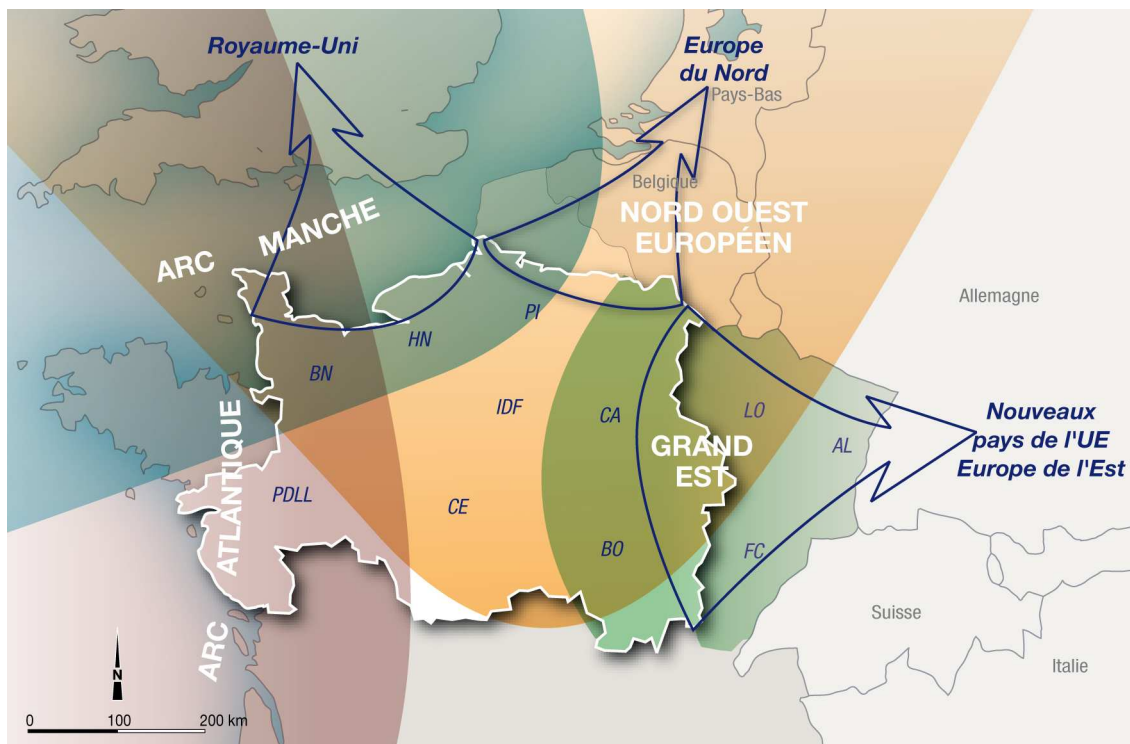 Royaume-Uni
Europe
du Nord
Pays-Bas
Belgique
NORD OUEST
EUROPÉEN
ARC MANCHE
Allemagne
HN
PI
BN
IDF
CA
LO
AL
GRAND
EST
Nouveaux
pays de l'UE
Europe de l'Est
ARC ATLANTIQUE
PDLL
CE
BO
FC
Suisse
Italie
N
0 100 200 km